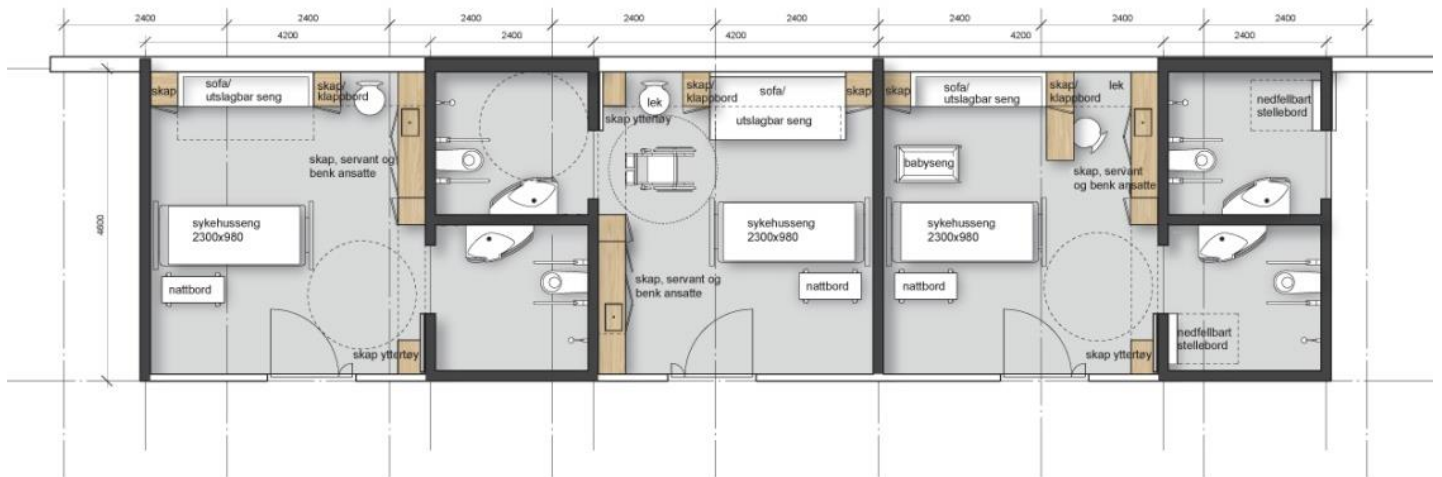 2400 2400 2400 2400 2400 2400 2400
4200 2400 4200 4200 2400
4600
skap
sofa/
utslagbar seng
skap/
klappbord
skap, servant og
benk ansatte
sykehusseng
2300x980
nattbord
skap yttertøy
lek
skap/
klappbord
sofa/
utslagbar seng
skap
skap yttertøy
sykehusseng
2300x980
skap, servant og
benk ansatte
nattbord
skap
sofa/
utslagbar seng
skap/
klappbord
lek
babyseng
skap, servant
og benk ansatte
sykehusseng
2300x980
nattbord
skap yttertøy
nedfellbart
stellebord
nedfellbart
stellebord